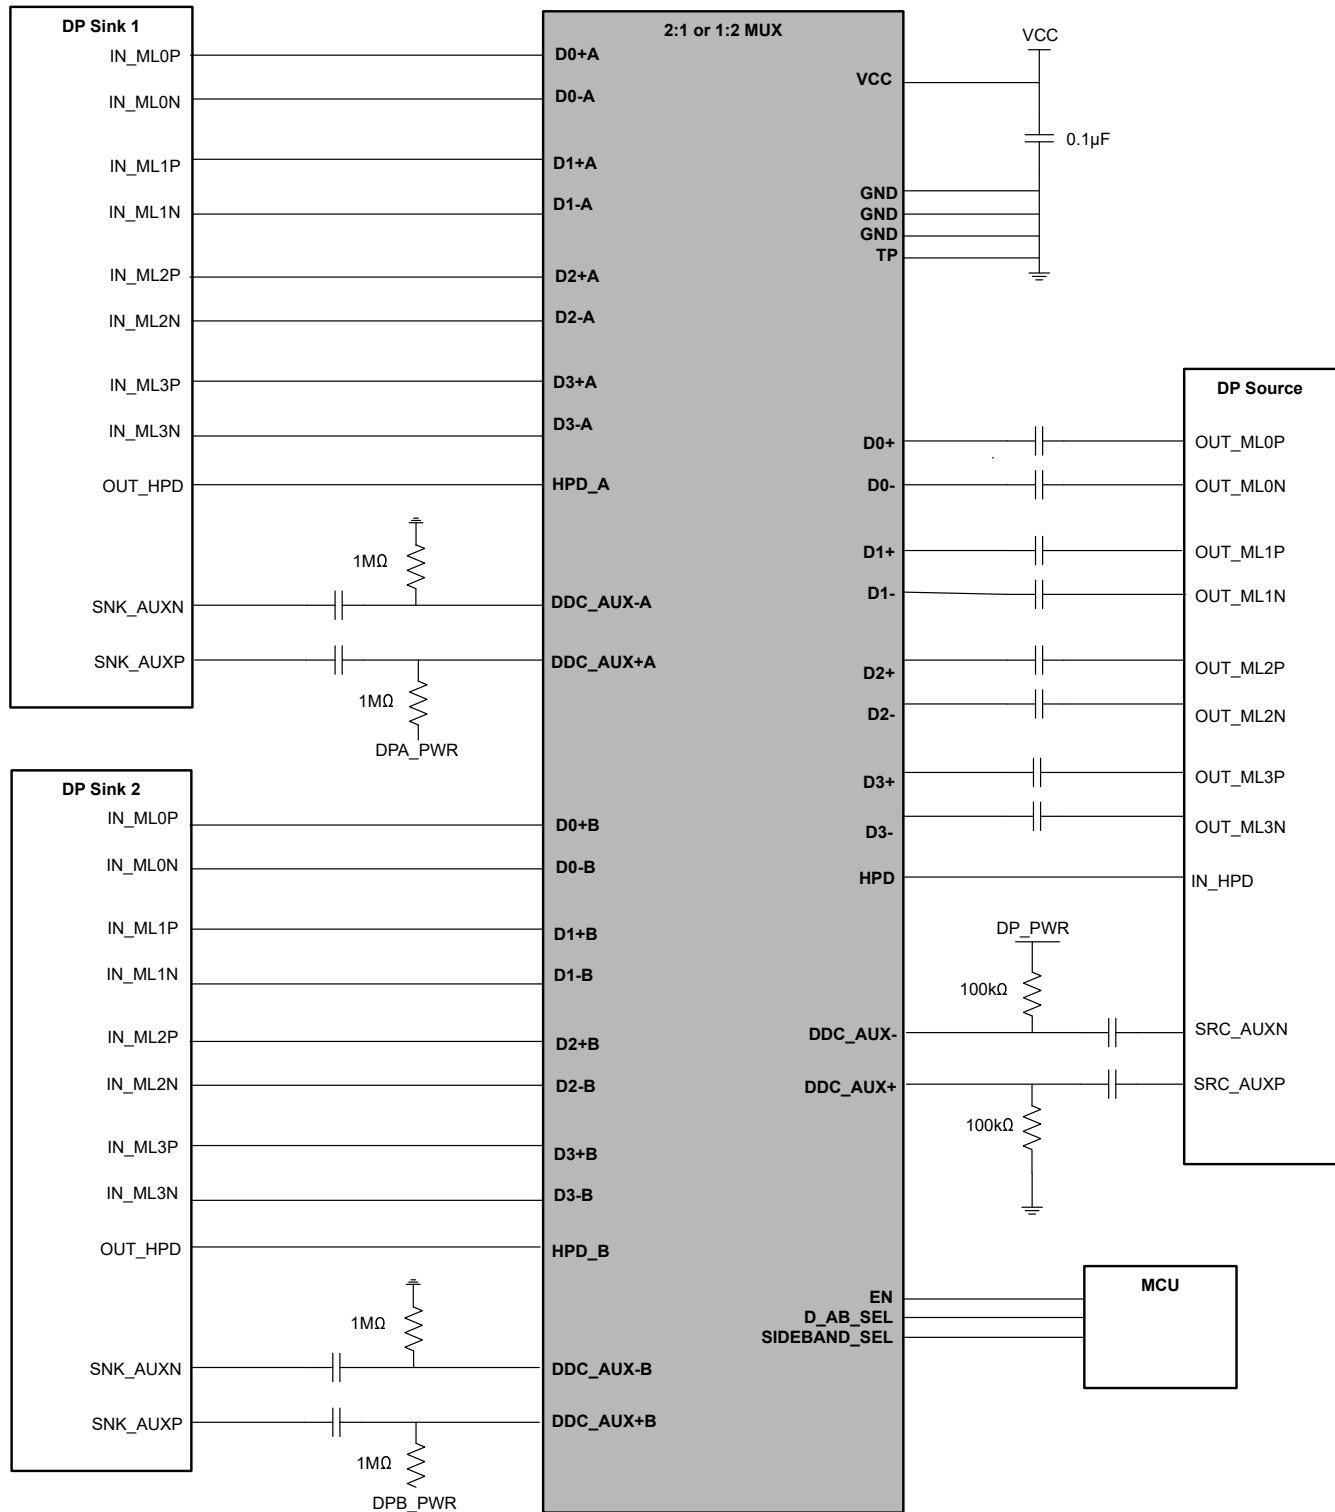 DP Sink 1
IN_ML0P
IN_ML0N
IN_ML1P
IN_ML1N
IN_ML2P
IN_ML2N
IN_ML3P
IN_ML3N
OUT_HPD
SNK_AUXN
SNK_AUXP
1MΩ
1MΩ
DPA_PWR
DP Sink 2
IN_ML0P
IN_ML0N
IN_ML1P
IN_ML1N
IN_ML2P
IN_ML2N
IN_ML3P
IN_ML3N
OUT_HPD
SNK_AUXN
SNK_AUXP
1MΩ
1MΩ
DPB_PWR
2:1 or 1:2 MUX
D0+A
D0-A
D1+A
D1-A
D2+A
D2-A
D3+A
D3-A
HPD_A
DDC_AUX-A
DDC_AUX+A
D0+B
D0-B
D1+B
D1-B
D2+B
D2-B
D3+B
D3-B
HPD_B
DDC_AUX-B
DDC_AUX+B
VCC
GND
GND
GND
TP
D0+
D0-
D1+
D1-
D2+
D2-
D3+
D3-
HPD
DDC_AUX-
DDC_AUX+
EN
D_AB_SEL
SIDEBAND_SEL
VCC
0.1µF
DP_PWR
100kΩ
100kΩ
DP Source
OUT_ML0P
OUT_ML0N
OUT_ML1P
OUT_ML1N
OUT_ML2P
OUT_ML2N
OUT_ML3P
OUT_ML3N
IN_HPD
SRC_AUXN
SRC_AUXP
MCU